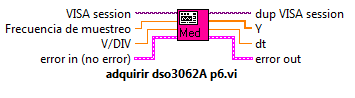 VISA session
Frecuencia de muestreo
V/DIV
error in (no error)
Med
dup VISA session
Y
dt
error out
adquirir dso3062A p6.vi